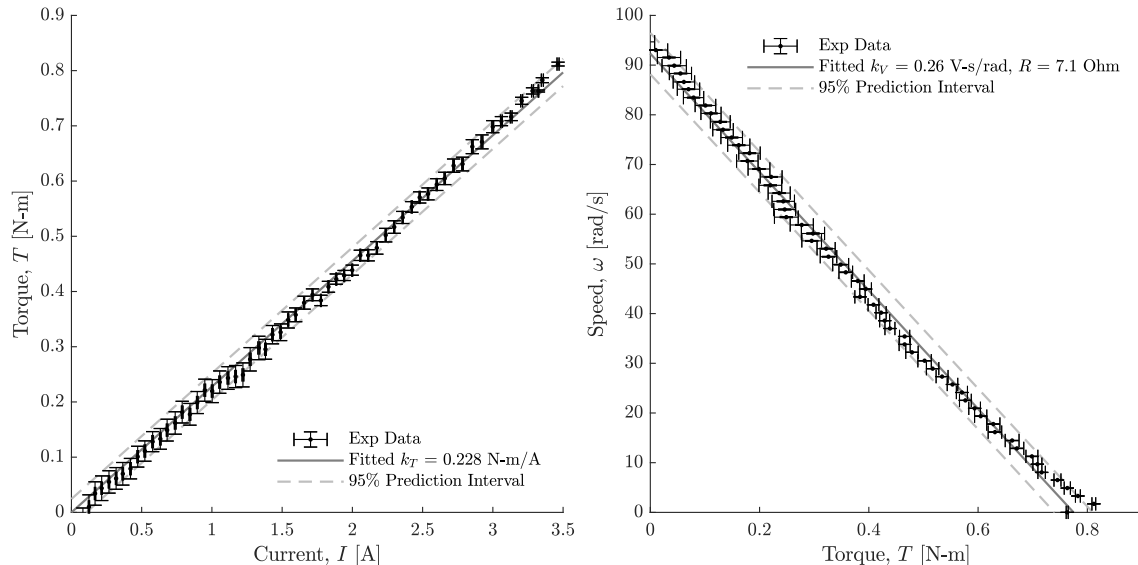 0.9
0.8
0.7
0.6
0.5
0.4
0.3
0.2
0.1
0
Torque, T [N-m]
0 0.5 1 1.5 2 2.5 3 3.5
Current, I [A]
Exp Data
Fitted k_T = 0.228 N-m/A
95% Prediction Interval
100
90
80
70
60
50
40
30
20
10
0
Speed, ω [rad/s]
0 0.2 0.4 0.6 0.8
Torque, T [N-m]
Exp Data
Fitted k_V = 0.26 V-s/rad, R = 7.1 Ohm
95% Prediction Interval